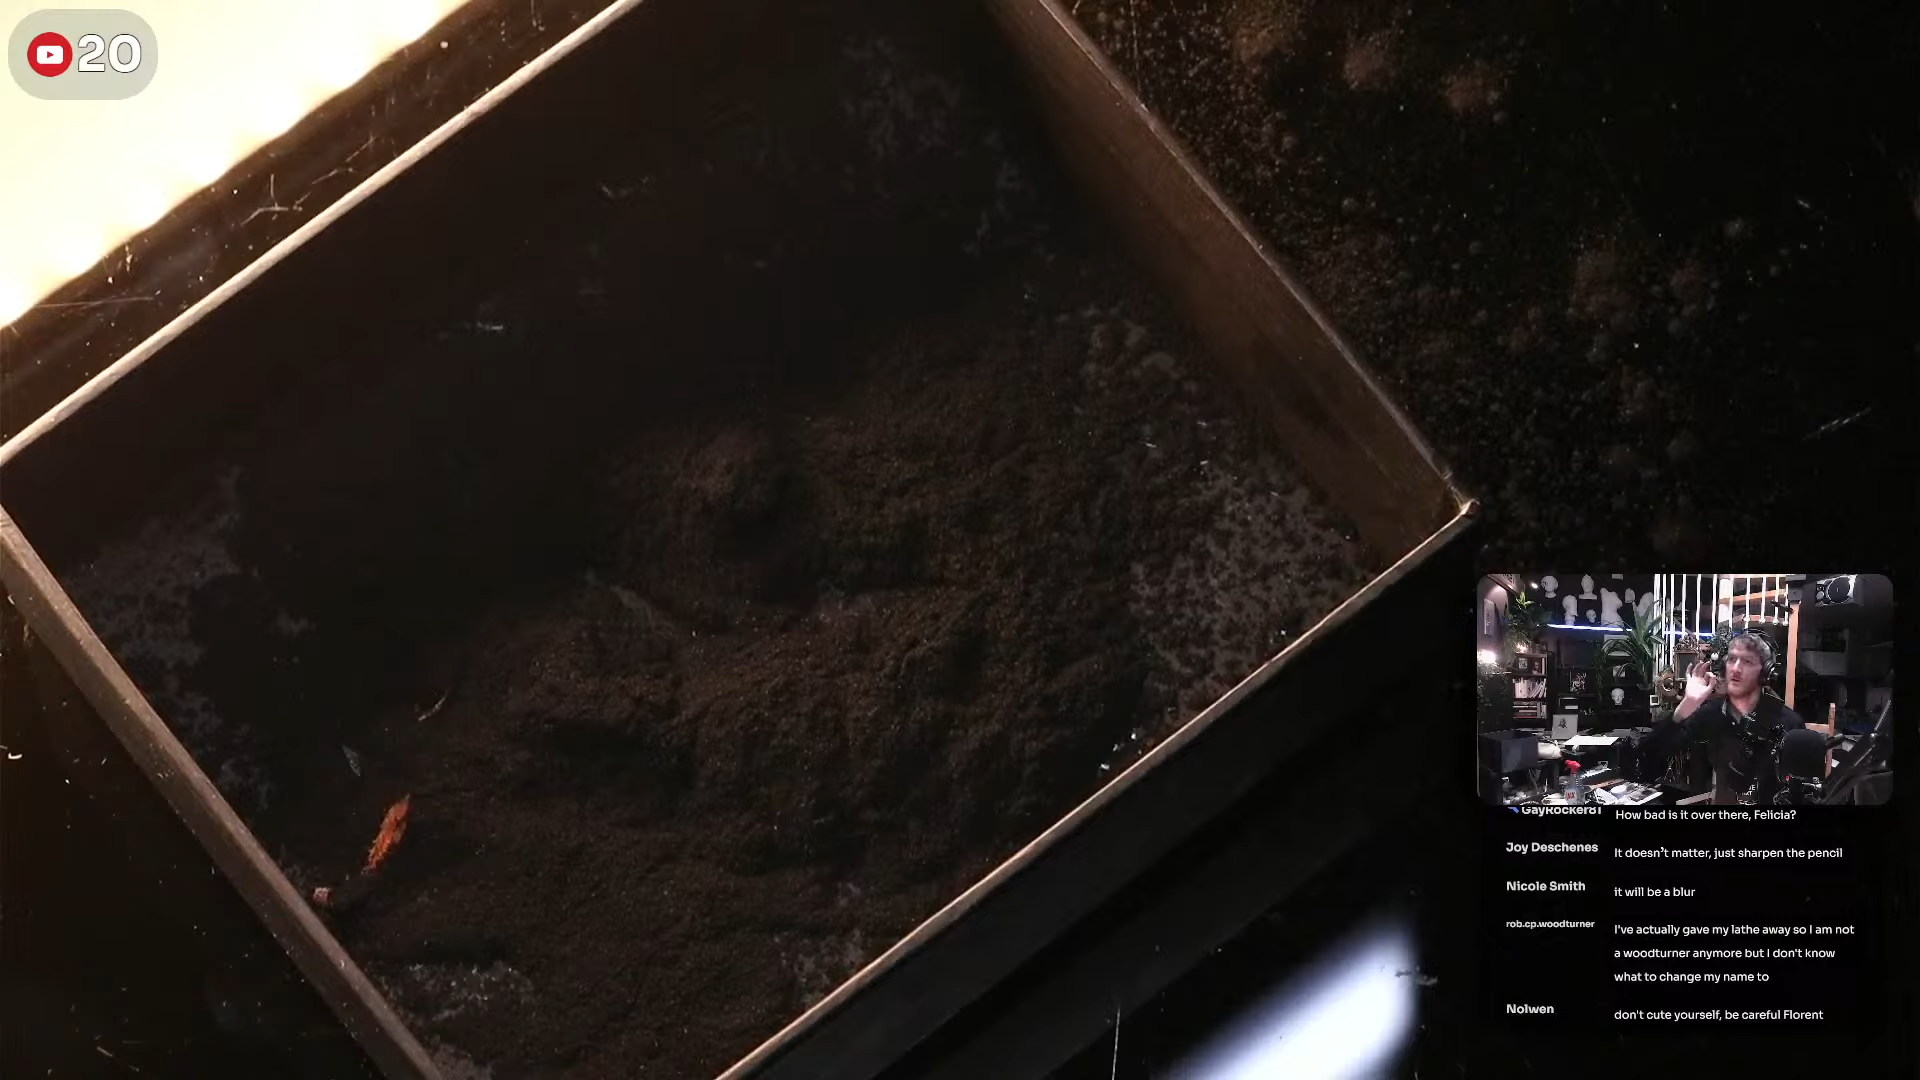 20
GayRocker81 How bad is it over there, Felicia?
Joy Deschenes It doesn't matter, just sharpen the pencil
Nicole Smith it will be a blur
rob.cp.woodturner I've actually gave my lathe away so I am not
a woodturner anymore but I don't know
what to change my name to
Nolwen don't cute yourself, be careful Florent